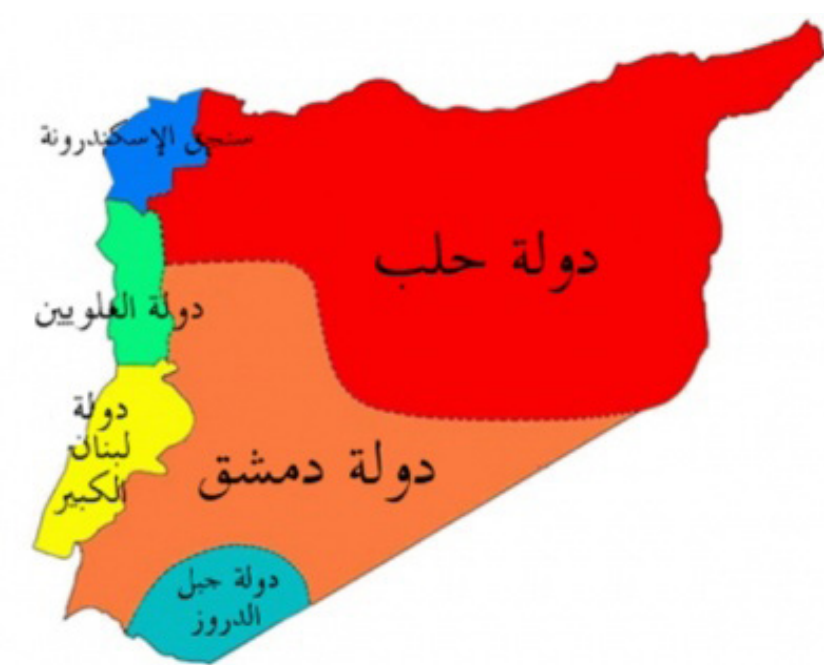 سنجق الإسكندرونة
دولة حلب
دولة العلويين
دولة
لبنان
الكبير
دولة دمشق
دولة جبل
الدروز